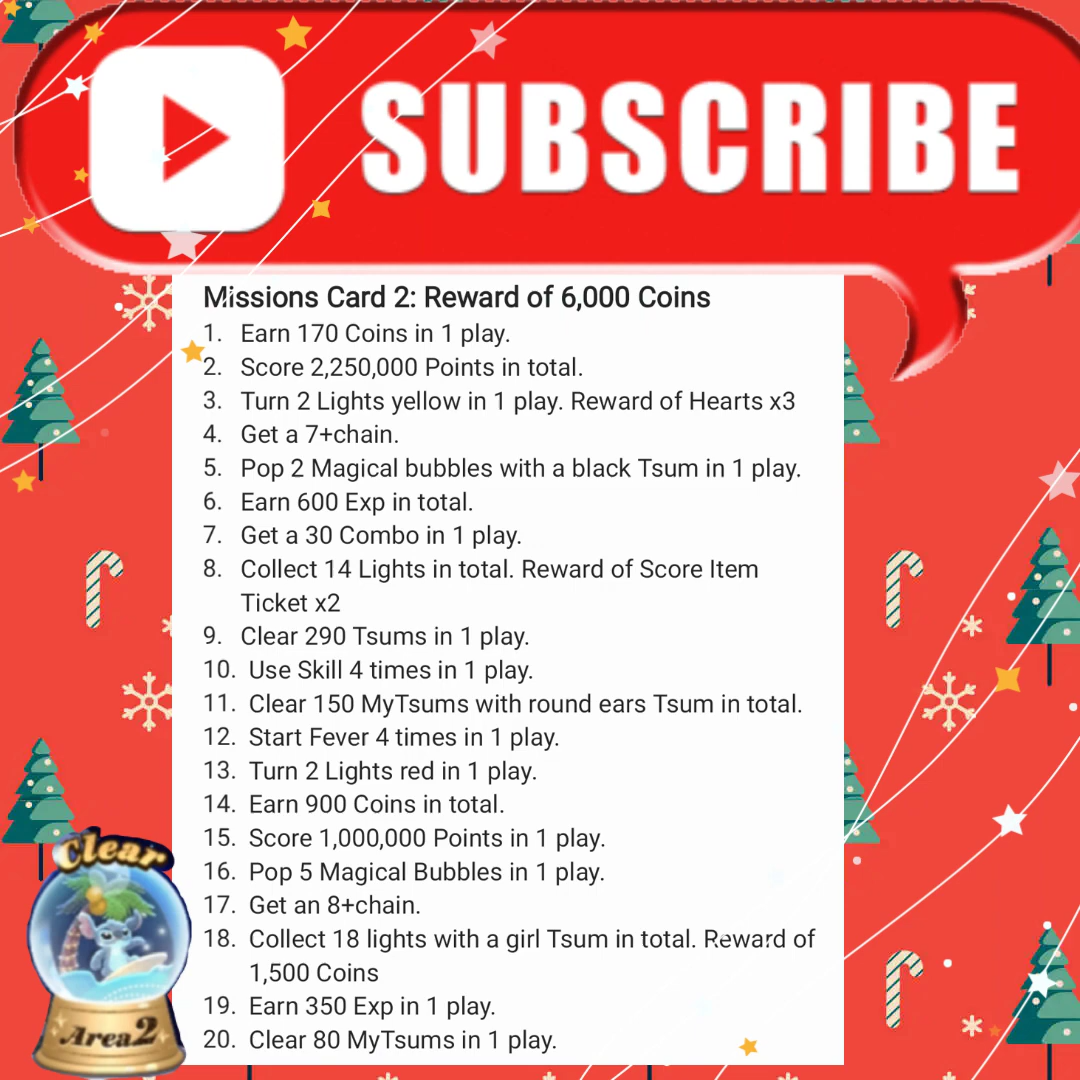 SUBSCRIBE
Missions Card 2: Reward of 6,000 Coins
1. Earn 170 Coins in 1 play.
2. Score 2,250,000 Points in total.
3. Turn 2 Lights yellow in 1 play. Reward of Hearts x3
4. Get a 7+chain.
5. Pop 2 Magical bubbles with a black Tsum in 1 play.
6. Earn 600 Exp in total.
7. Get a 30 Combo in 1 play.
8. Collect 14 Lights in total. Reward of Score Item
Ticket x2
9. Clear 290 Tsums in 1 play.
10. Use Skill 4 times in 1 play.
11. Clear 150 MyTsums with round ears Tsum in total.
12. Start Fever 4 times in 1 play.
13. Turn 2 Lights red in 1 play.
14. Earn 900 Coins in total.
15. Score 1,000,000 Points in 1 play.
16. Pop 5 Magical Bubbles in 1 play.
17. Get an 8+chain.
18. Collect 18 lights with a girl Tsum in total. Reward of
1,500 Coins
19. Earn 350 Exp in 1 play.
20. Clear 80 MyTsums in 1 play.
Clear
Area2